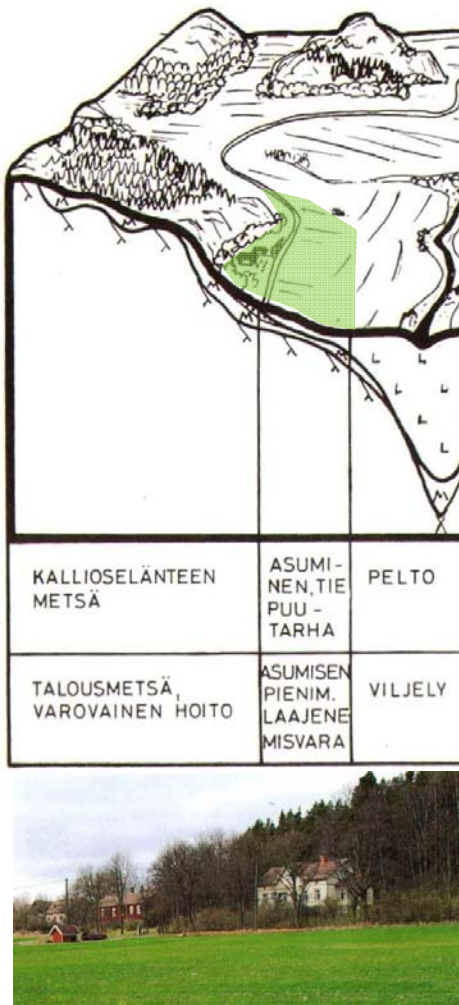 KALLIOSELÄNTEEN
METSÄ
ASUMI-
NEN, TIE
PUU-
TARHA
PELTO
TALOUSMETSÄ,
VAROVAINEN HOITO
ASUMISEN
PIENIM.
LAAJENE
MISVARA
VILJELY